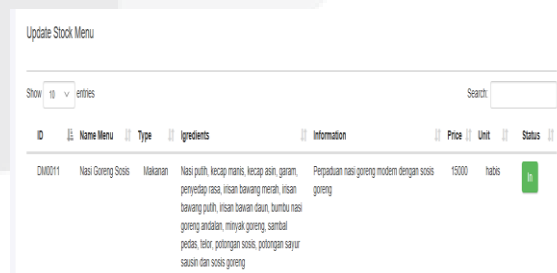 Update Stock Menu
Show 10 entries
Search:
ID Name Menu Type Igredients Information Price Unit Status
DM0011 Nasi Goreng Sosis Makanan Nasi putih, kecap manis, kecap asin, garam, Perpaduan nasi goreng modern dengan sosis 15000 habis In
penyedap rasa, irisan bawang merah, irisan goreng
bawang putih, irisan bawan daun, bumbu nasi
goreng andalan, minyak goreng, sambal
pedas, telor, potongan sosis, potongan sayur
sausin dan sosis goreng